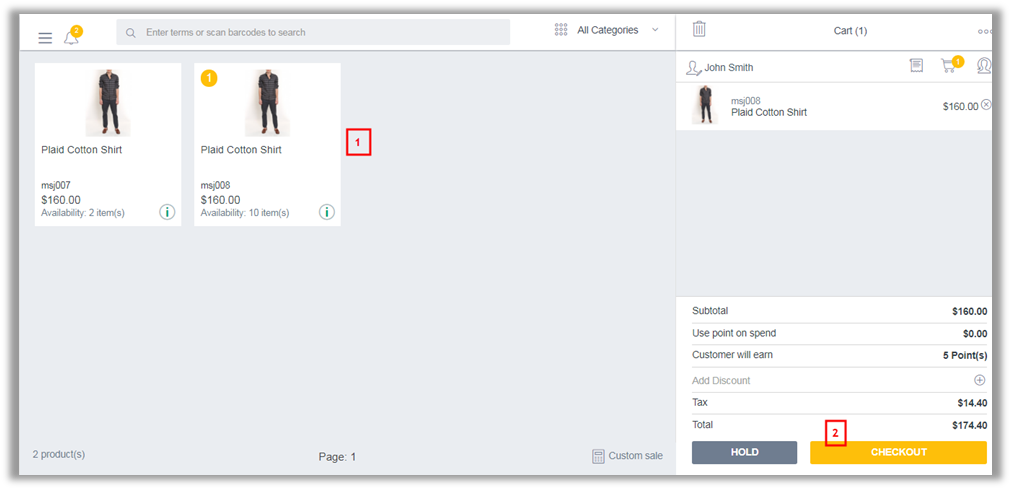 2
Enter terms or scan barcodes to search
All Categories
Cart (1)
John Smith
1
msj008
Plaid Cotton Shirt
$160.00
Plaid Cotton Shirt
msj007
$160.00
Availability: 2 item(s)
1
Plaid Cotton Shirt
msj008
$160.00
Availability: 10 item(s)
1
Subtotal $160.00
Use point on spend $0.00
Customer will earn 5 Point(s)
Add Discount
Tax $14.40
Total $174.40
2
HOLD CHECKOUT
2 product(s)
Page: 1
Custom sale